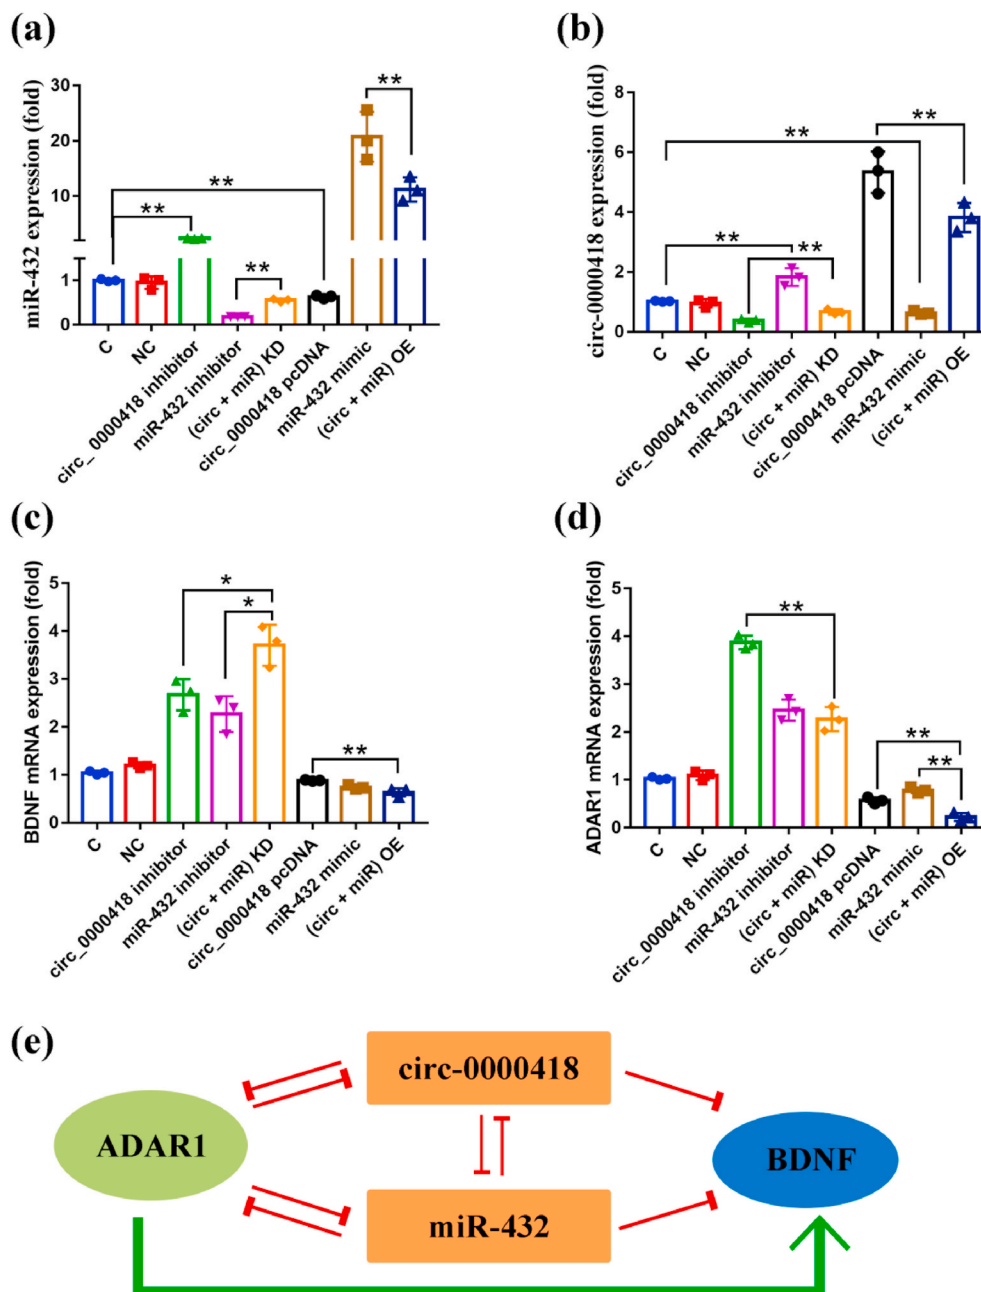 (a)
miR-432 expression (fold)
30
20
10
1
0
**
**
**
**
C
NC
circ_0000418 inhibitor
miR-432 inhibitor
(circ + miR) KD
circ_0000418 pcDNA
miR-432 mimic
(circ + miR) OE
(b)
circ-0000418 expression (fold)
8
6
4
2
0
**
**
**
**
C
NC
circ_0000418 inhibitor
miR-432 inhibitor
(circ + miR) KD
circ_0000418 pcDNA
miR-432 mimic
(circ + miR) OE
(c)
BDNF mRNA expression (fold)
5
4
3
2
1
0
*
*
**
C
NC
circ_0000418 inhibitor
miR-432 inhibitor
(circ + miR) KD
circ_0000418 pcDNA
miR-432 mimic
(circ + miR) OE
(d)
ADAR1 mRNA expression (fold)
5
4
3
2
1
0
**
**
**
C
NC
circ_0000418 inhibitor
miR-432 inhibitor
(circ + miR) KD
circ_0000418 pcDNA
miR-432 mimic
(circ + miR) OE
(e)
circ-0000418
ADAR1
BDNF
miR-432